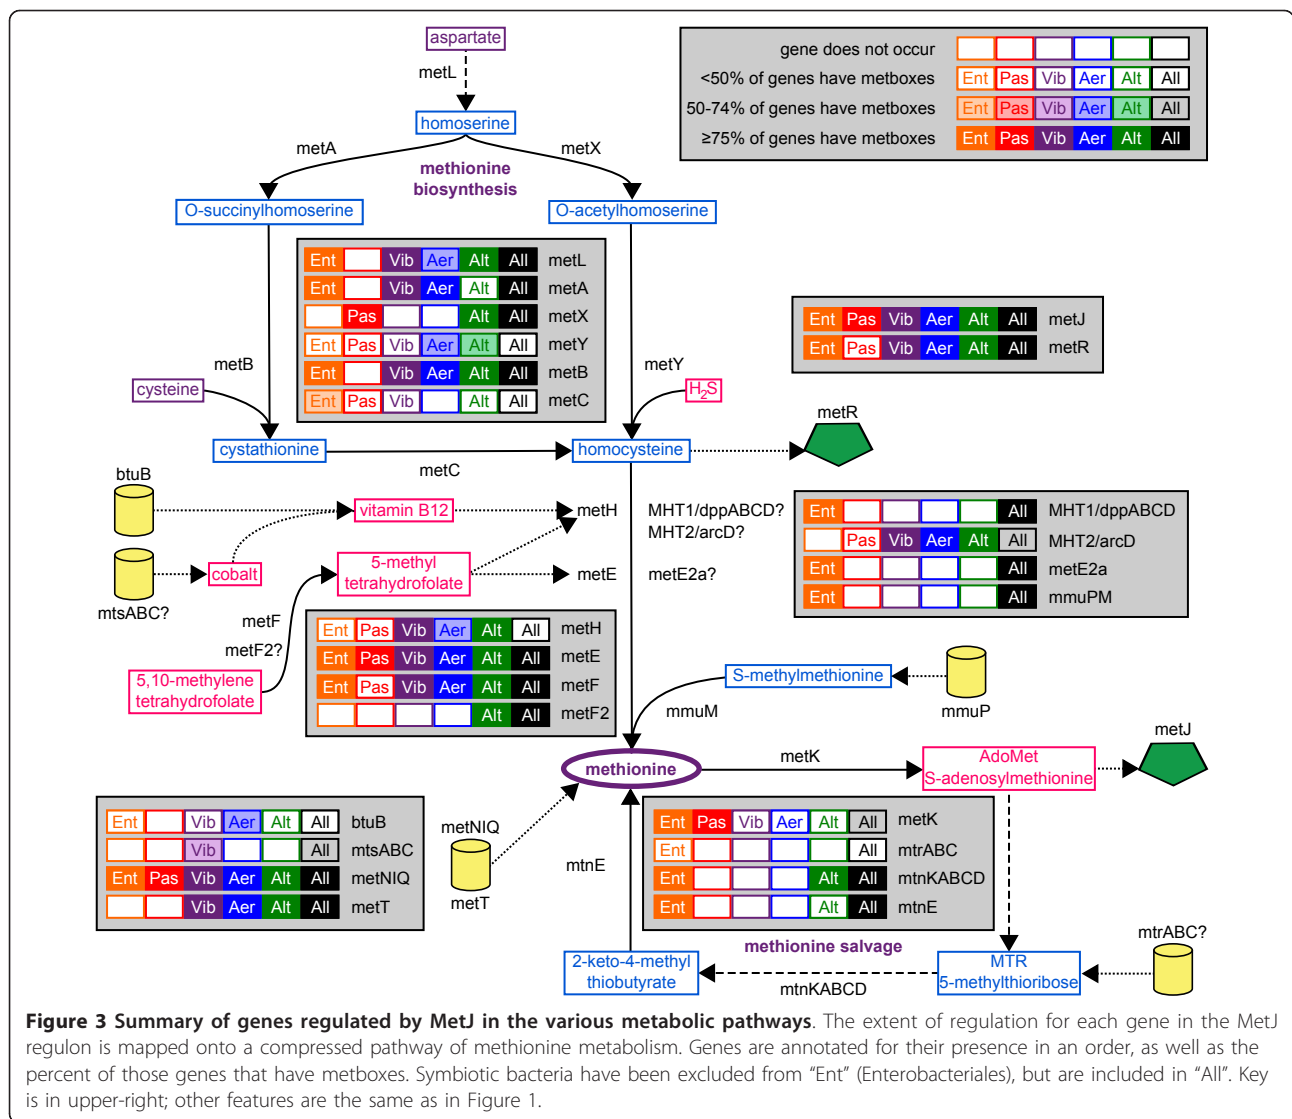 aspartate
metL
homoserine
metA
metX
methionine
biosynthesis
O-succinylhomoserine
O-acetylhomoserine
gene does not occur
<50% of genes have metboxes Ent Pas Vib Aer Alt All
50-74% of genes have metboxes Ent Pas Vib Aer Alt All
≥75% of genes have metboxes Ent Pas Vib Aer Alt All
Ent Vib Aer Alt All metL
Ent Vib Aer Alt All metA
Pas Alt All metX
Ent Pas Vib Aer Alt All metY
Ent Vib Aer Alt All metB
Ent Pas Vib Alt All metC
Ent Pas Vib Aer Alt All metJ
Ent Pas Vib Aer Alt All metR
metB
metY
cysteine
H2S
metR
cystathionine
homocysteine
metC
btuB
vitamin B12
metH
MHT1/dppABCD?
MHT2/arcD?
cobalt
5-methyl
tetrahydrofolate
metE
metE2a?
mtsABC?
metF
metF2?
Ent All MHT1/dppABCD
Pas Vib Aer Alt All MHT2/arcD
Ent All metE2a
Ent All mmuPM
5,10-methylene
tetrahydrofolate
Ent Pas Vib Aer Alt All metH
Ent Pas Vib Aer Alt All metE
Ent Pas Vib Aer Alt All metF
Alt All metF2
S-methylmethionine
mmuM
mmuP
methionine
metK
AdoMet
S-adenosylmethionine
metJ
Ent Vib Aer Alt All btuB
Vib All mtsABC
Ent Pas Vib Aer Alt All metNIQ
Vib Aer Alt All metT
metNIQ
metT
mtnE
Ent Pas Vib Aer Alt All metK
Ent All mtrABC
Ent Alt All mtnKABCD
Ent Alt All mtnE
methionine salvage
mtrABC?
2-keto-4-methyl
thiobutyrate
mtnKABCD
MTR
5-methylthioribose
Figure 3 Summary of genes regulated by MetJ in the various metabolic pathways. The extent of regulation for each gene in the MetJ
regulon is mapped onto a compressed pathway of methionine metabolism. Genes are annotated for their presence in an order, as well as the
percent of those genes that have metboxes. Symbiotic bacteria have been excluded from "Ent" (Enterobacteriales), but are included in "All". Key
is in upper-right; other features are the same as in Figure 1.